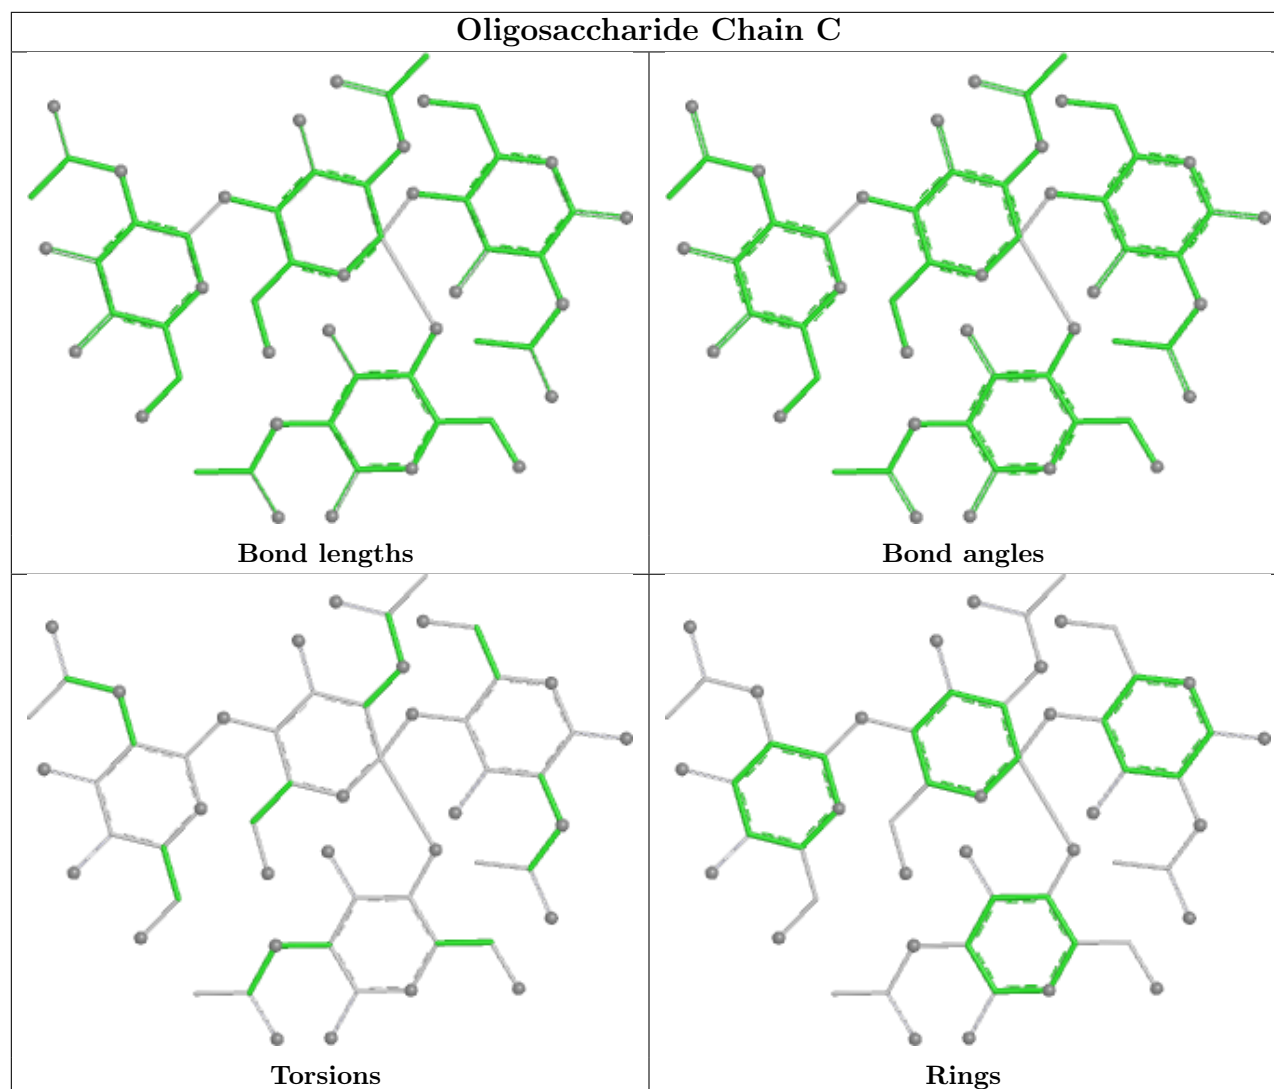 Oligosaccharide Chain C
Bond lengths
Bond angles
Torsions
Rings